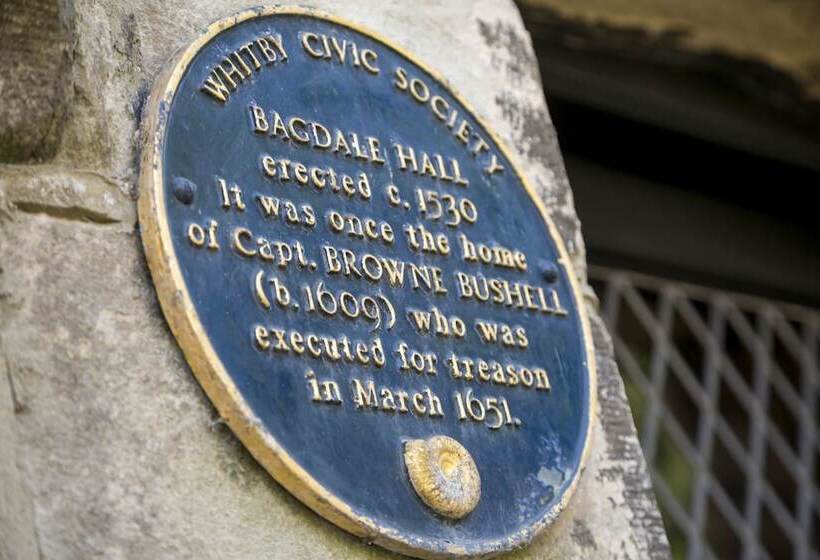 WHITBY CIVIC SOCIETY
BAGDALE HALL
erected c. 1530
It was once the home
of Capt. BROWNE BUSHELL
(b. 1609) who was
executed for treason
in March 1651.